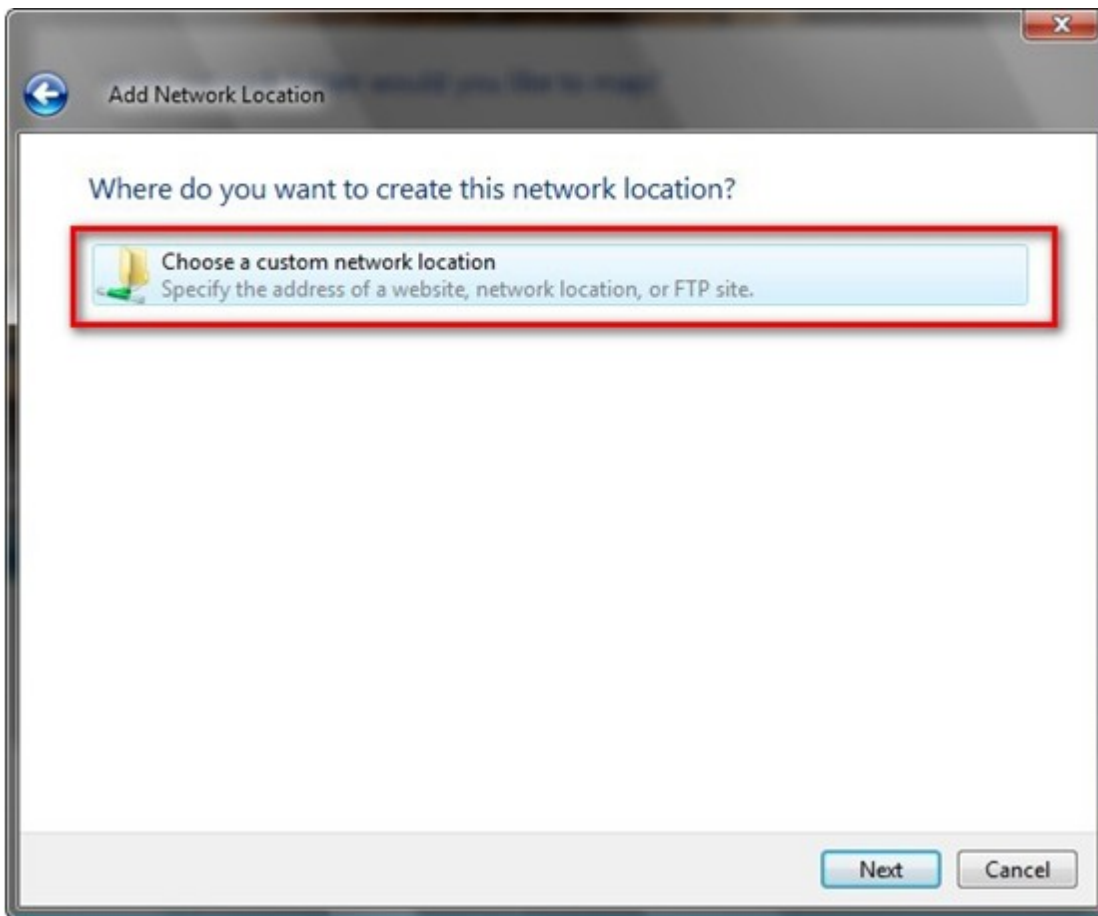 Add Network Location
Where do you want to create this network location?
Choose a custom network location
Specify the address of a website, network location, or FTP site.
Next
Cancel